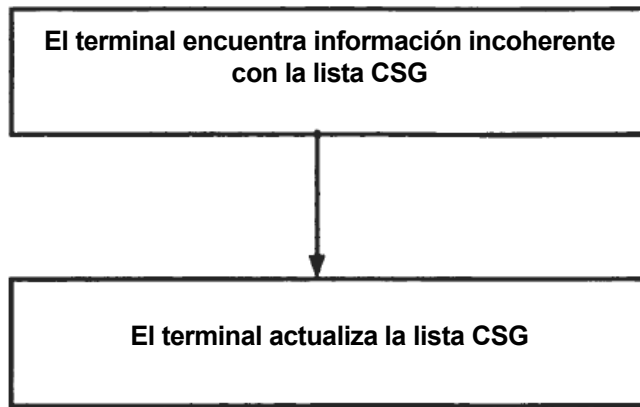 El terminal encuentra información incoherente
con la lista CSG
El terminal actualiza la lista CSG